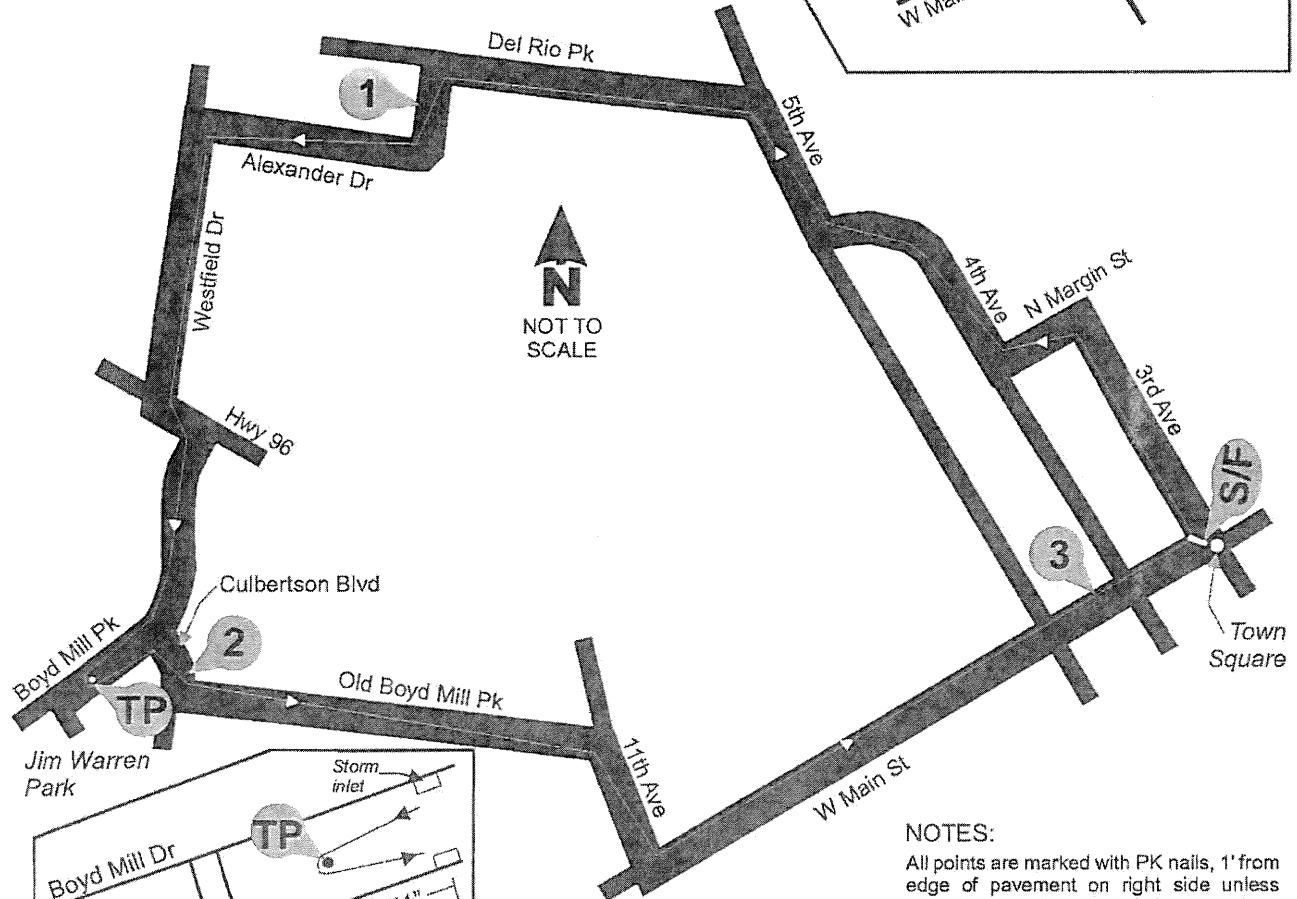 W Main
Del Rio Pk
1
5th Ave
Alexander Dr
Westfield Dr
N
NOT TO
SCALE
4th Ave
N Margin St
3rd Ave
Hwy 96
S/F
3
Culbertson Blvd
2
Boyd Mill Pk
TP
Old Boyd Mill Pk
Town
Square
Jim Warren
Park
11th Ave
W Main St
Storm
inlet
TP
Boyd Mill Dr
NOTES:
All points are marked with PK nails, 1' from
edge of pavement on right side unless